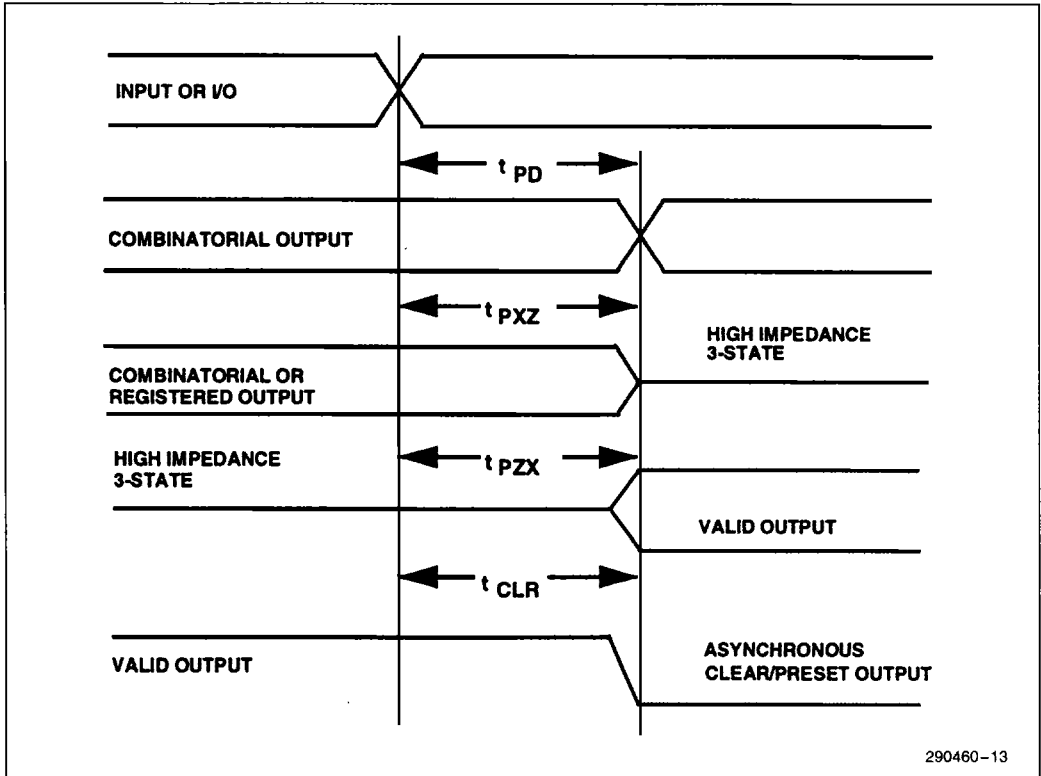 INPUT OR I/O
t PD
COMBINATORIAL OUTPUT
t PXZ
HIGH IMPEDANCE
3-STATE
COMBINATORIAL OR
REGISTERED OUTPUT
HIGH IMPEDANCE
3-STATE
t PZX
VALID OUTPUT
t CLR
VALID OUTPUT
ASYNCHRONOUS
CLEAR/PRESET OUTPUT
290460–13